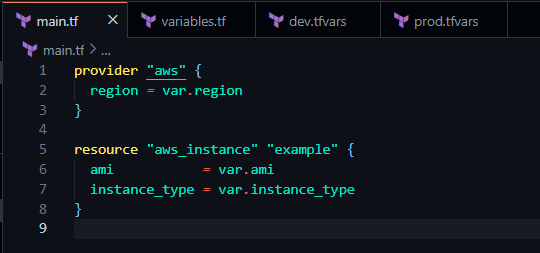 main.tf × variables.tf dev.tfvars prod.tfvars
main.tf > ...
1 provider "aws" {
2   region = var.region
3 }
4
5 resource "aws_instance" "example" {
6   ami           = var.ami
7   instance_type = var.instance_type
8 }
9